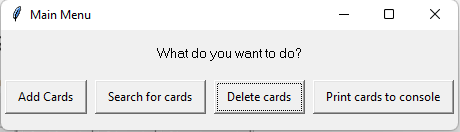 Main Menu
What do you want to do?
Add Cards Search for cards Delete cards Print cards to console